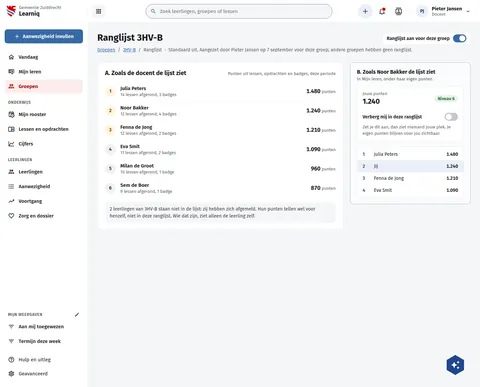 Gemeente Zuiddrecht
Learniq
Zoek leerlingen, groepen of lessen
PJ
Pieter Jansen
Docent
+ Aanwezigheid invullen
Vandaag
Mijn leren
Groepen
ONDERWIJS
Mijn rooster
Lessen en opdrachten
Cijfers
LEERLINGEN
Leerlingen
Aanwezigheid
Voortgang
Zorg en dossier
MIJN WEERGAVEN
Aan mij toegewezen
Termijn deze week
Hulp en uitleg
Geavanceerd
Ranglijst 3HV-B
Groepen / 3HV-B / Ranglijst - Standaard uit. Aangezet door Pieter Jansen op 7 september voor deze groep; andere groepen hebben geen ranglijst.
Ranglijst aan voor deze groep
A. Zoals de docent de lijst ziet
Punten uit lessen, opdrachten en badges, deze periode
1 Julia Peters 1.480 punten
14 lessen afgerond, 3 badges
2 Noor Bakker 1.240 punten
12 lessen afgerond, 4 badges
3 Fenna de Jong 1.210 punten
12 lessen afgerond, 2 badges
4 Eva Smit 1.090 punten
11 lessen afgerond, 2 badges
5 Milan de Groot 960 punten
10 lessen afgerond, 1 badge
6 Sem de Boer 870 punten
9 lessen afgerond, 1 badge
2 leerlingen van 3HV-B staan niet in de lijst: zij hebben zich afgemeld. Hun punten tellen wel voor
henzelf, niet in deze ranglijst. Wie dat zijn, ziet alleen de leerling zelf.
B. Zoals Noor Bakker de lijst ziet
In Mijn leren, onder haar eigen punten
Jouw punten
1.240
Niveau 4
Verberg mij in deze ranglijst
Zet je dit aan, dan ziet niemand jouw plek. Je
eigen punten blijven voor jou zichtbaar.
1 Julia Peters 1.480
2 Jij 1.240
3 Fenna de Jong 1.210
4 Eva Smit 1.090